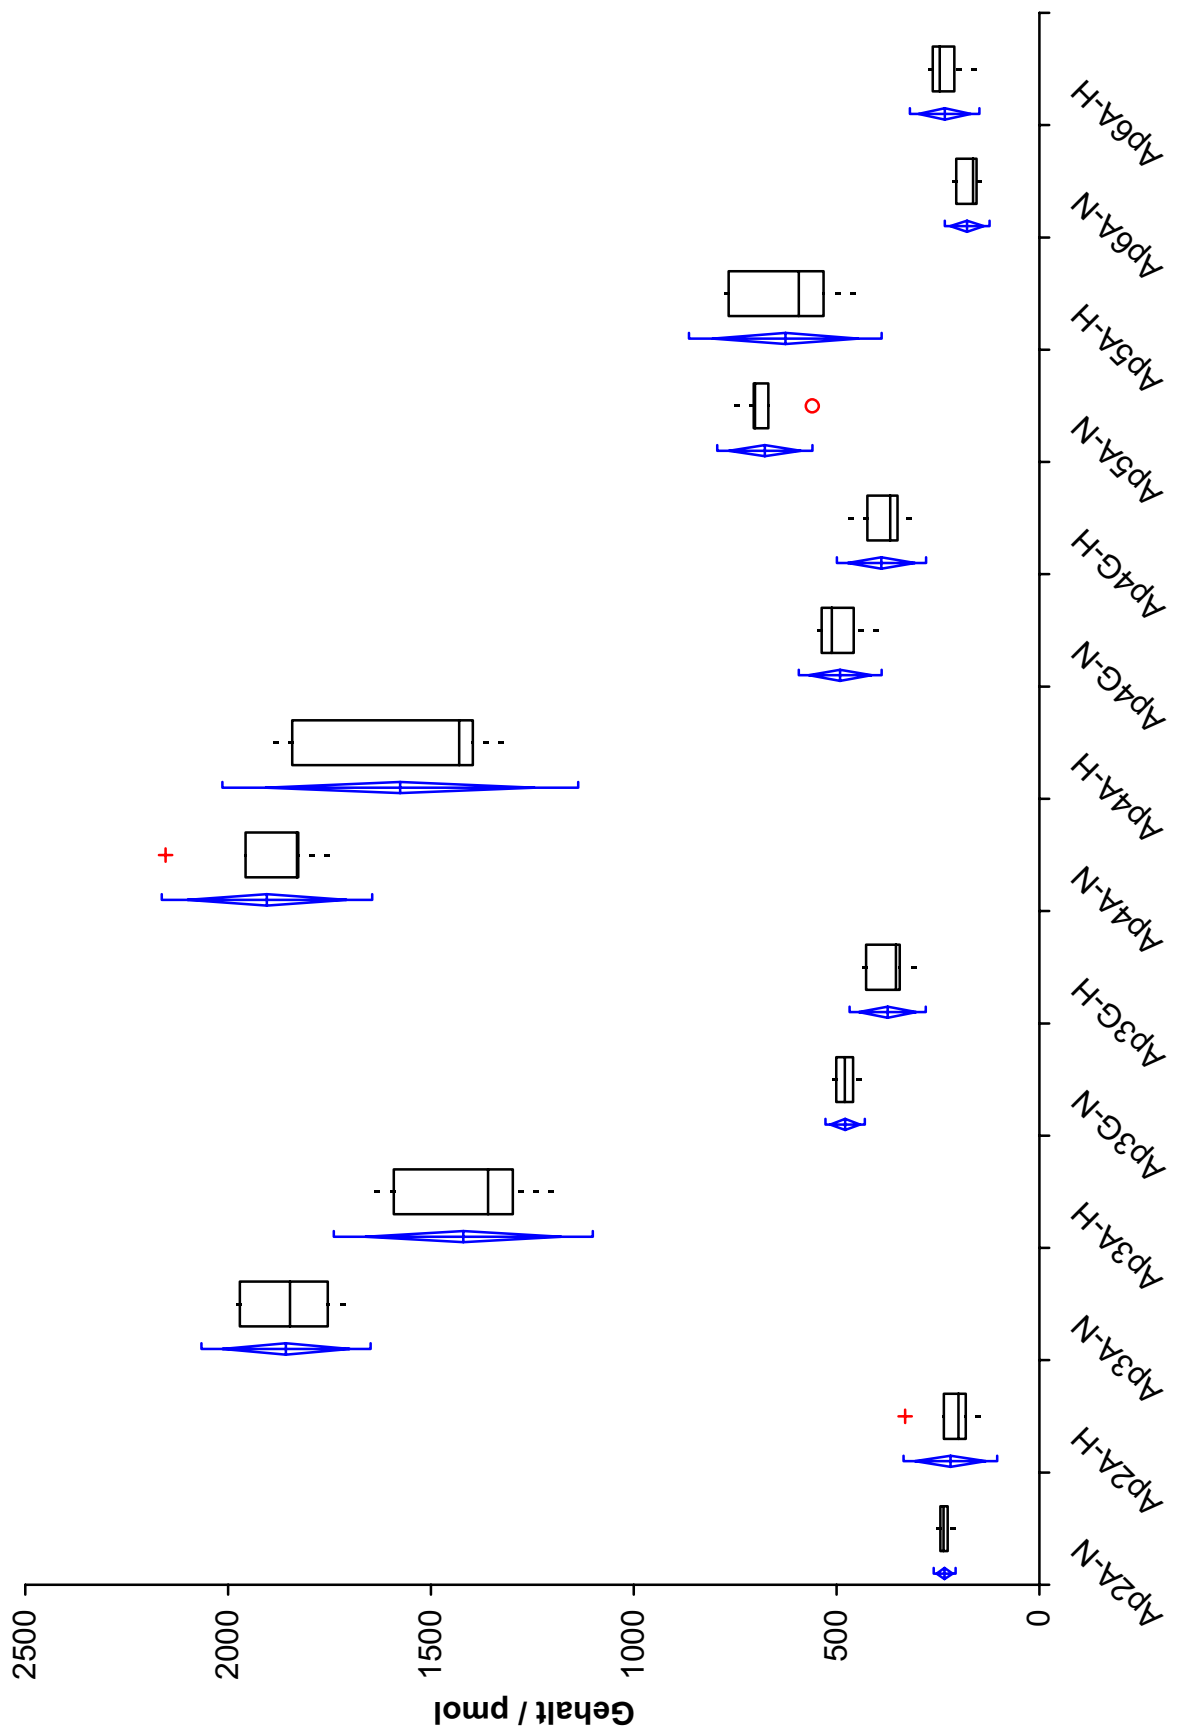 Gehalt / pmol
2500
2000
1500
1000
500
0
Ap2A-N
Ap2A-H
Ap3A-N
Ap3A-H
Ap3G-N
Ap3G-H
Ap4A-N
Ap4A-H
Ap4G-N
Ap4G-H
Ap5A-N
Ap5A-H
Ap6A-N
Ap6A-H